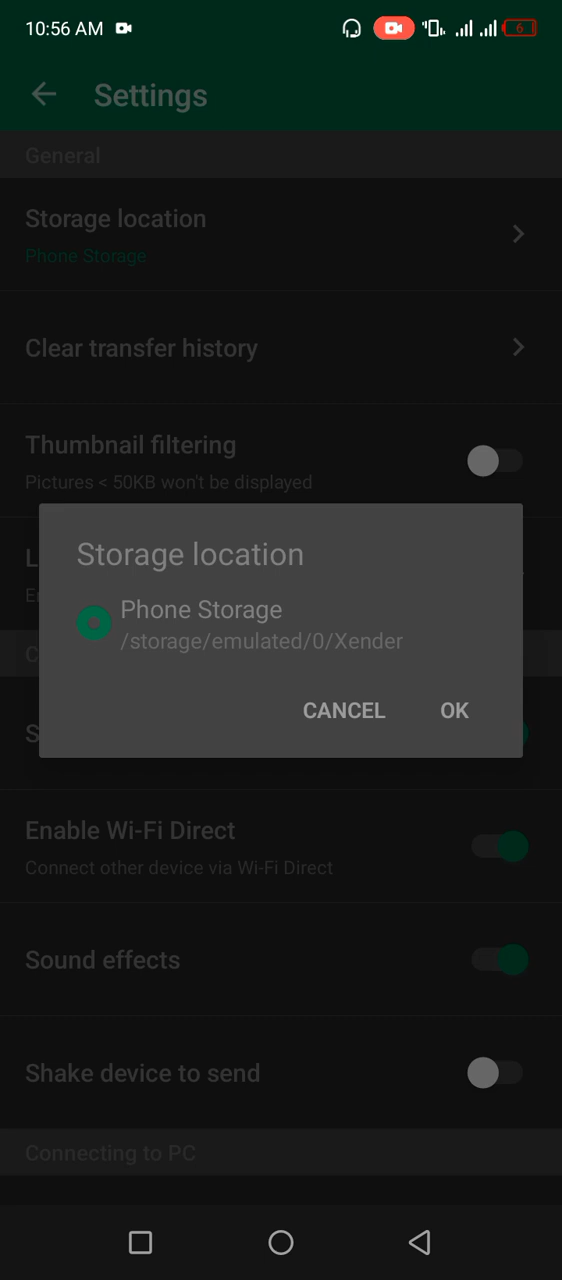 10:56 AM
6
Settings
General
Storage location
Phone Storage
Clear transfer history
Thumbnail filtering
Pictures < 50KB won't be displayed
L
Storage location
Phone Storage
/storage/emulated/0/Xender
CANCEL
OK
C
S
Enable Wi-Fi Direct
Connect other device via Wi-Fi Direct
Sound effects
Shake device to send
Connecting to PC